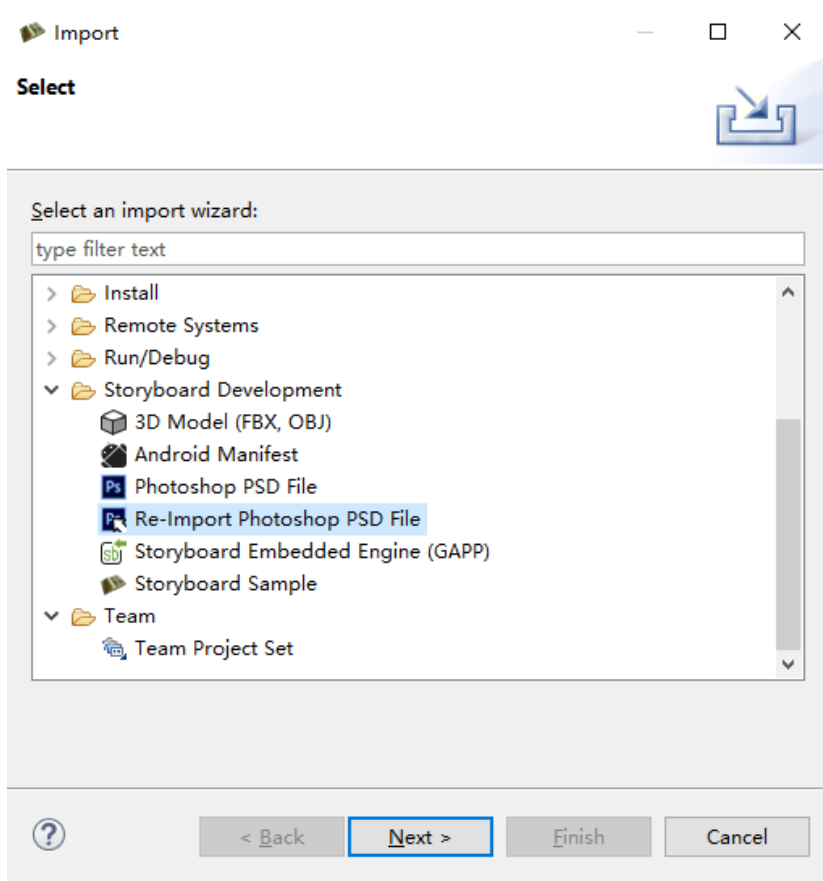 Import
Select
Select an import wizard:
type filter text
Install
Remote Systems
Run/Debug
Storyboard Development
3D Model (FBX, OBJ)
Android Manifest
Ps Photoshop PSD File
Re-Import Photoshop PSD File
sb Storyboard Embedded Engine (GAPP)
Storyboard Sample
Team
Team Project Set
? < Back Next > Finish Cancel